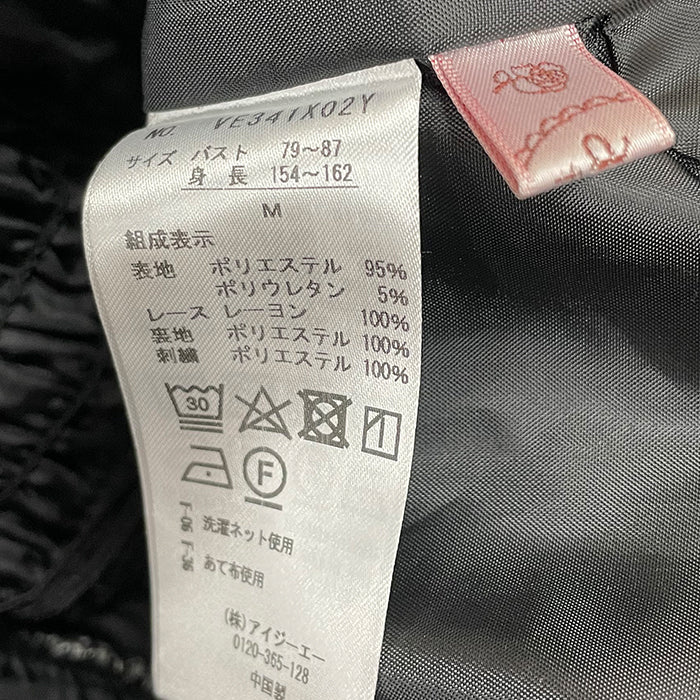 NO. VE341X02Y
サイズ バスト 79～87
身長 154～162
M
組成表示
表地 ポリエステル 95%
ポリウレタン 5%
レース レーヨン 100%
裏地 ポリエステル 100%
刺繍 ポリエステル 100%
30
F
洗濯ネット使用
あて布使用
(株)アイジーエー
0120-365-128
中国製